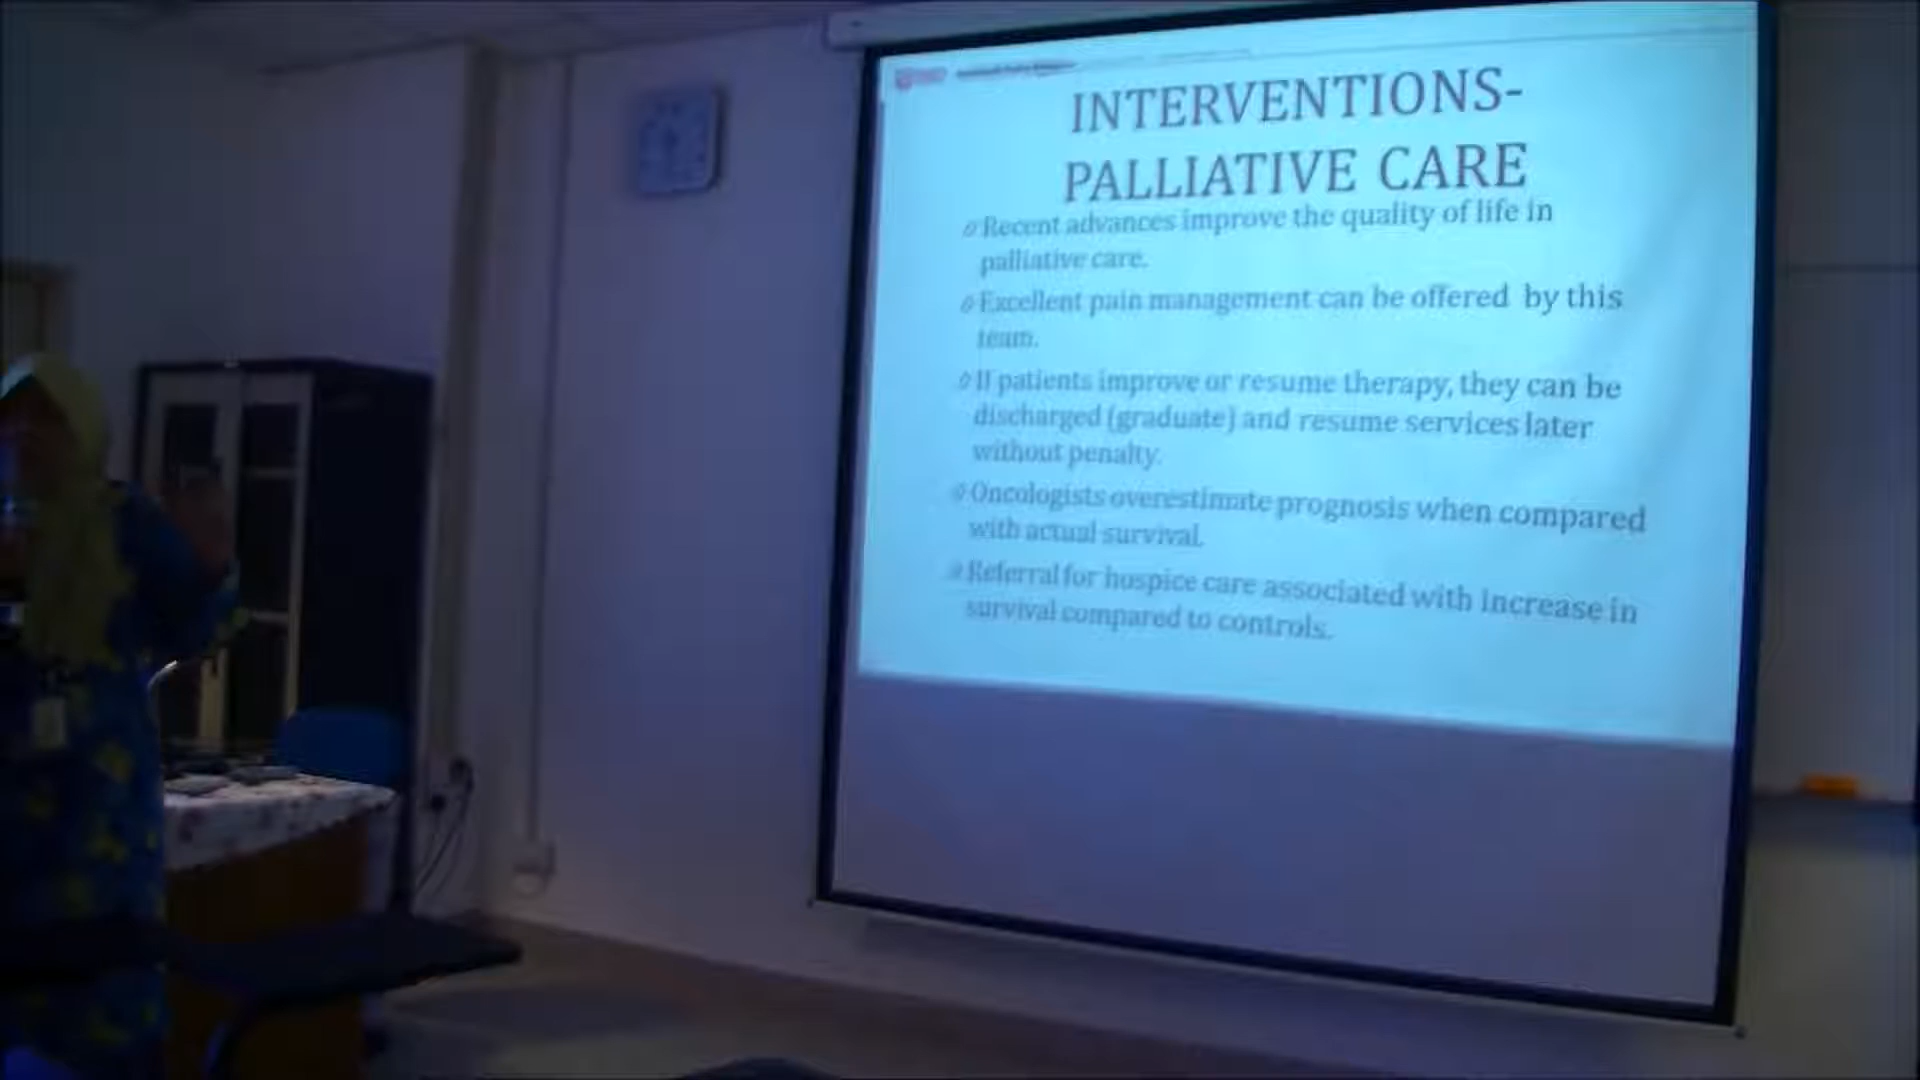 INTERVENTIONS-
PALLIATIVE CARE
Recent advances improve the quality of life in
palliative care.
Excellent pain management can be offered by this
team.
If patients improve or resume therapy, they can be
discharged (graduate) and resume services later
without penalty.
Oncologists overestimate prognosis when compared
with actual survival.
Referral for hospice care associated with increase in
survival compared to controls.